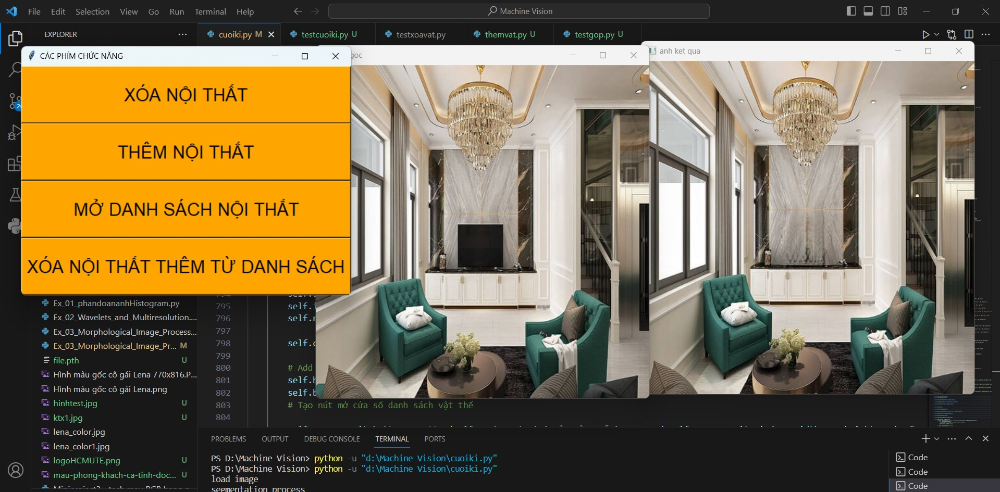 File Edit Selection View Go Run Terminal Help
Machine Vision
EXPLORER
cuoiki.py M
testcuoiki.py U
testxoavat.py
themvat.py U
testgop.py U
CÁC PHÍM CHỨC NĂNG
XÓA NỘI THẤT
THÊM NỘI THẤT
MỞ DANH SÁCH NỘI THẤT
XÓA NỘI THẤT THÊM TỪ DANH SÁCH
goc
anh ket qua
Ex_01_phandoananhHistogram.py
Ex_02_Wavelets_and_Multiresolution....
Ex_03_Morphological_Image_Process...
Ex_03_Morphological_Image_Pr... M
file.pth U
Hình màu gốc cô gái Lena 770x816.P...
Hình màu gốc cô gái Lena.png
hinhtest.jpg U
ktx1.jpg U
lena_color.jpg
lena_color1.jpg
logoHCMUTE.png U
mau-phong-khach-ca-tinh-doc... U
795 self.i
796 self.r
797
798 self.c
799
800 # Add
801 self.b
802 self.b
803 # Tạo nút mở cửa sổ danh sách vật thể
804
PROBLEMS OUTPUT DEBUG CONSOLE TERMINAL PORTS
PS D:\Machine Vision> python -u "d:\Machine Vision\cuoiki.py"
PS D:\Machine Vision> python -u "d:\Machine Vision\cuoiki.py"
load image
segmentation process
Code
Code
Code